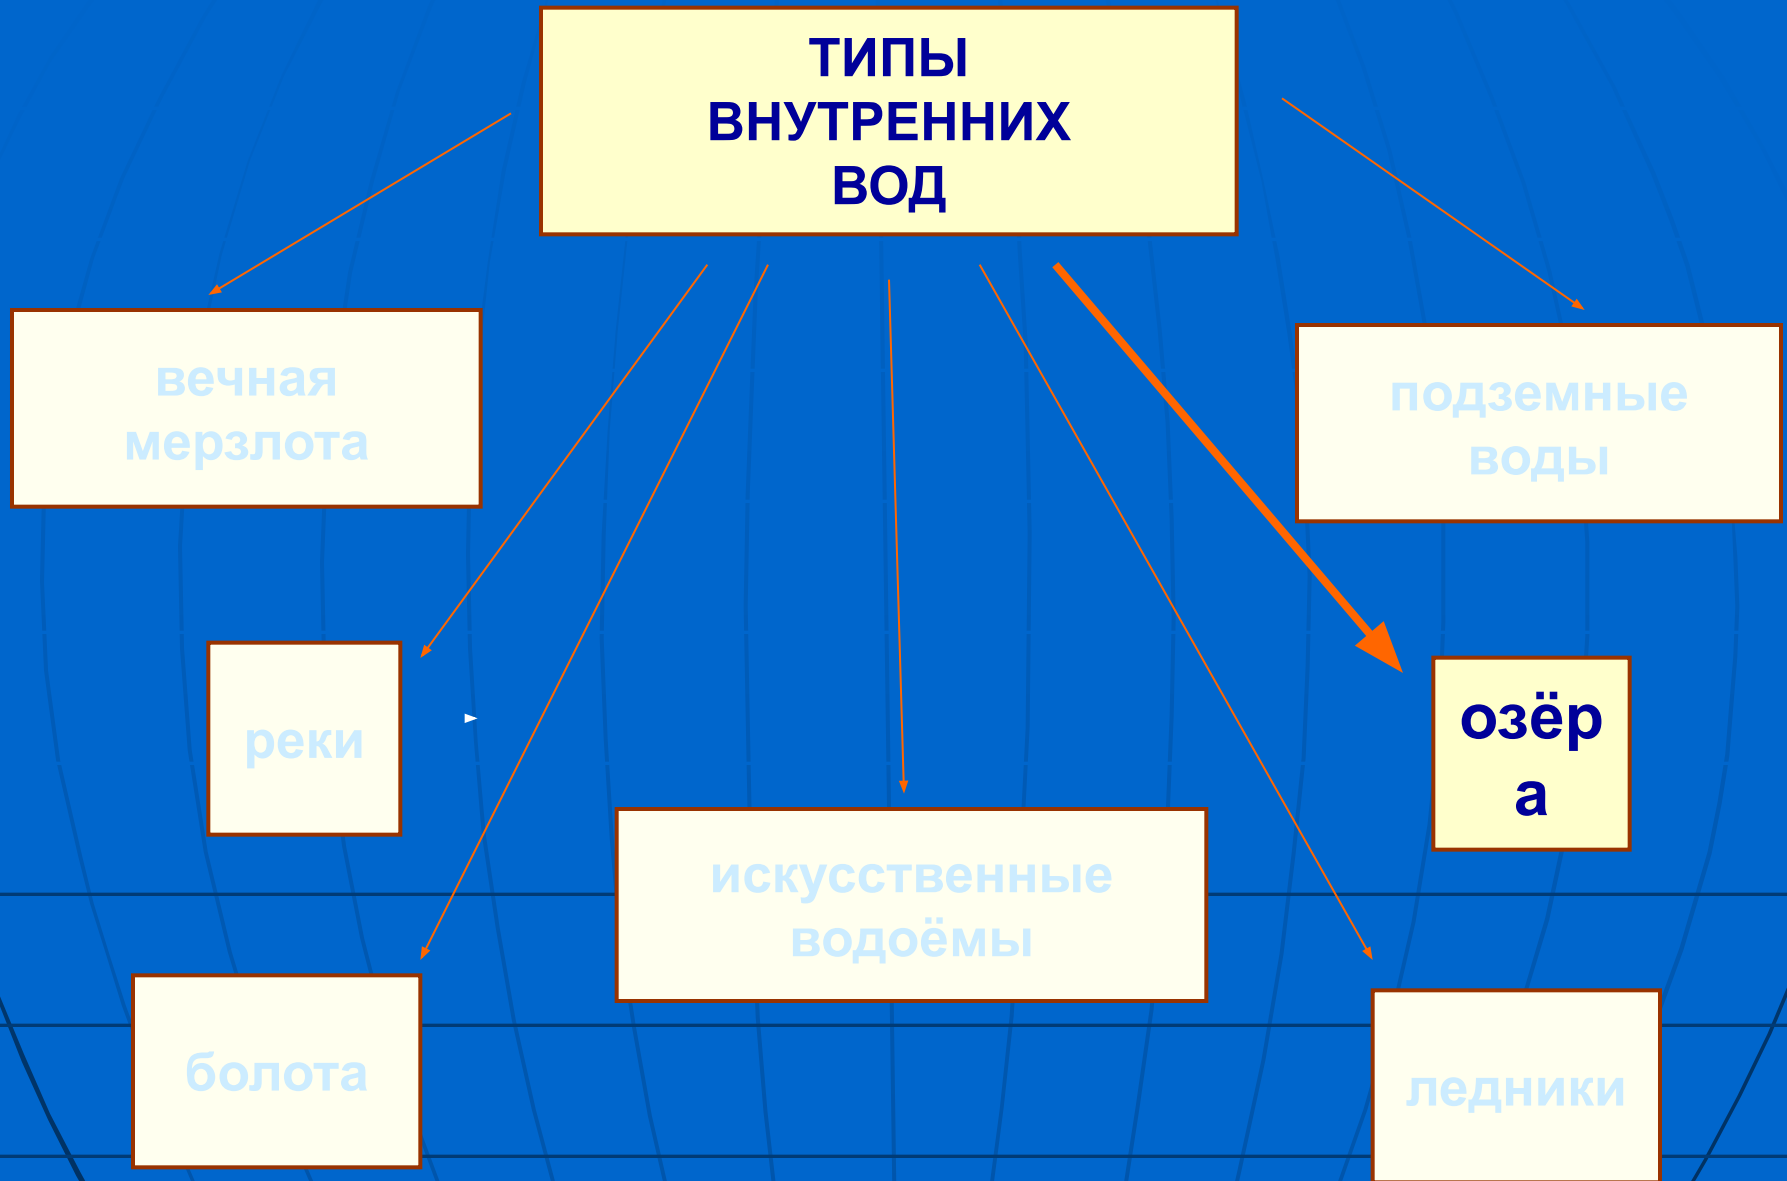 ТИПЫ
ВНУТРЕННИХ
ВОД
вечная
мерзлота
подземные
воды
реки
озёр
а
искусственные
водоёмы
болота
ледники